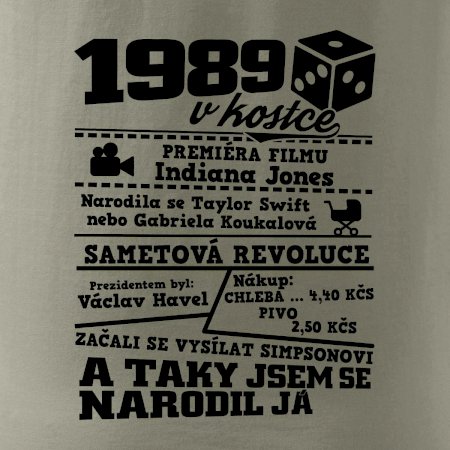 1989
v kostce
PREMIÉRA FILMU
Indiana Jones
Narodila se Taylor Swift
nebo Gabriela Koukalová
SAMETOVÁ REVOLUCE
Prezidentem byl:
Václav Havel
Nákup:
CHLEBA ... 4,40 KČS
PIVO
2,50 KČS
ZAČALI SE VYSÍLAT SIMPSONOVI
A TAKY JSEM SE
NARODIL JÁ